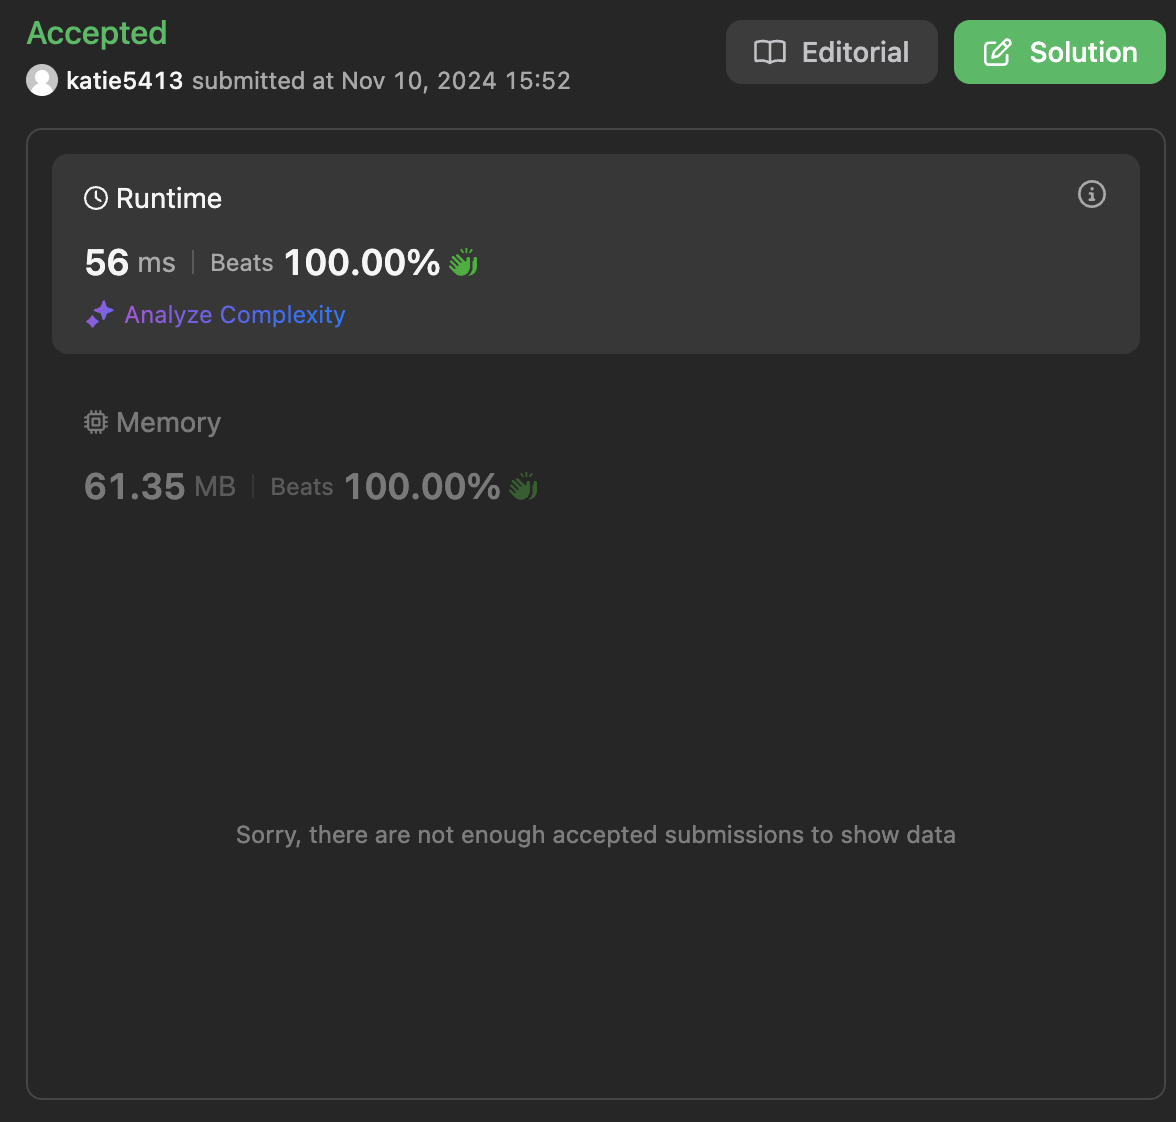 Accepted
katie5413 submitted at Nov 10, 2024 15:52
Editorial
Solution
Runtime
56 ms | Beats 100.00%
Analyze Complexity
Memory
61.35 MB | Beats 100.00%
Sorry, there are not enough accepted submissions to show data